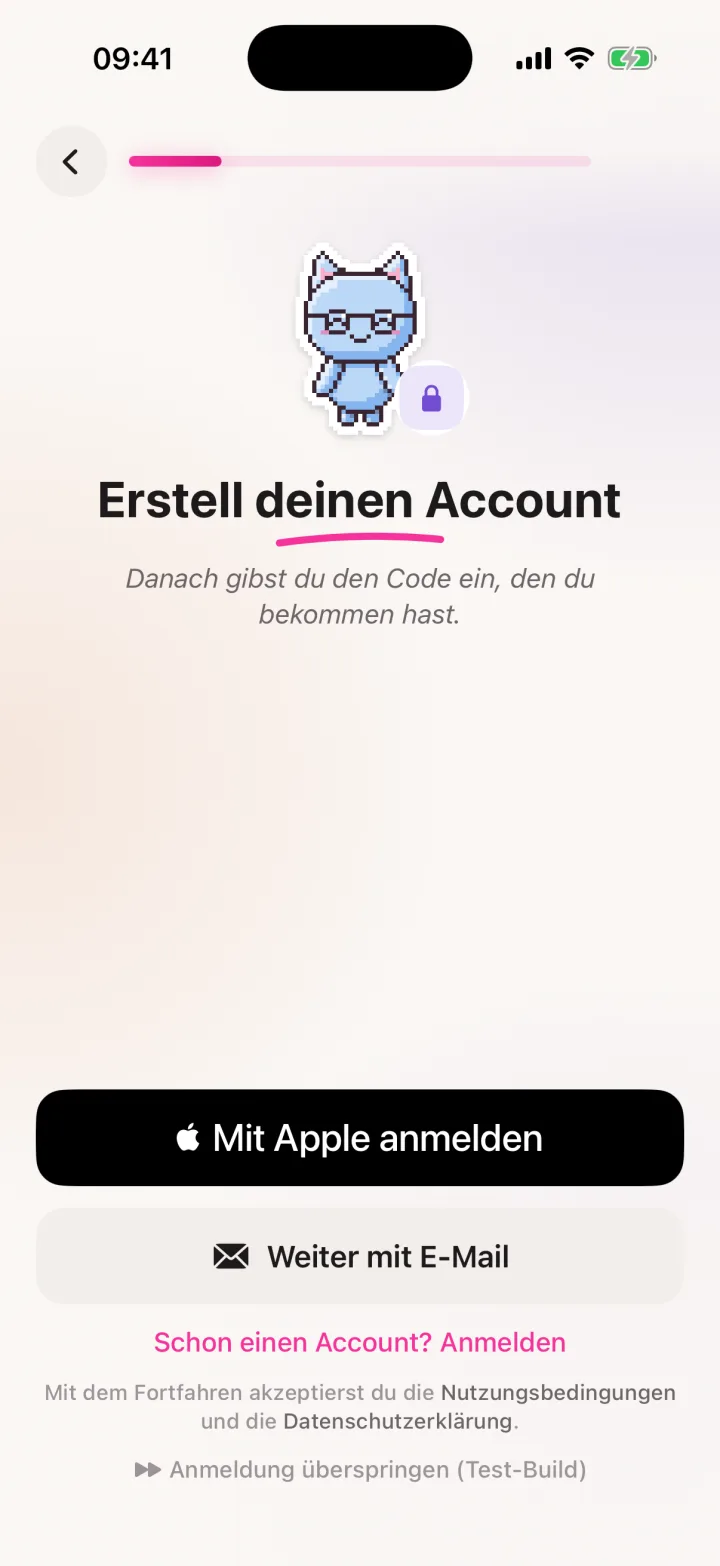 09:41
Erstell deinen Account
Danach gibst du den Code ein, den du
bekommen hast.
Mit Apple anmelden
Weiter mit E-Mail
Schon einen Account? Anmelden
Mit dem Fortfahren akzeptierst du die Nutzungsbedingungen
und die Datenschutzerklärung.
Anmeldung überspringen (Test-Build)